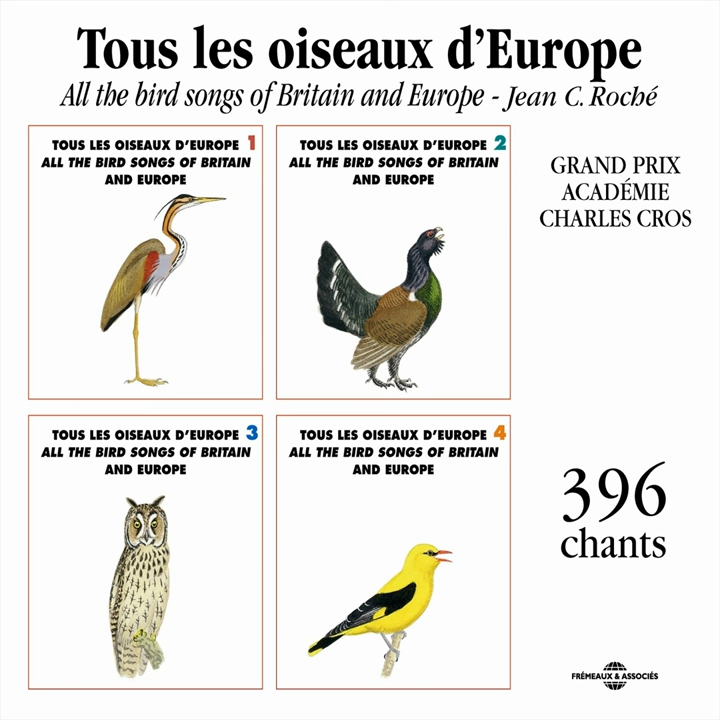 Tous les oiseaux d'Europe
All the bird songs of Britain and Europe - Jean C. Roché
TOUS LES OISEAUX D'EUROPE 1
ALL THE BIRD SONGS OF BRITAIN
AND EUROPE
TOUS LES OISEAUX D'EUROPE 2
ALL THE BIRD SONGS OF BRITAIN
AND EUROPE
GRAND PRIX
ACADÉMIE
CHARLES CROS
TOUS LES OISEAUX D'EUROPE 3
ALL THE BIRD SONGS OF BRITAIN
AND EUROPE
TOUS LES OISEAUX D'EUROPE 4
ALL THE BIRD SONGS OF BRITAIN
AND EUROPE
396
chants
FRÉMEAUX & ASSOCIÉS